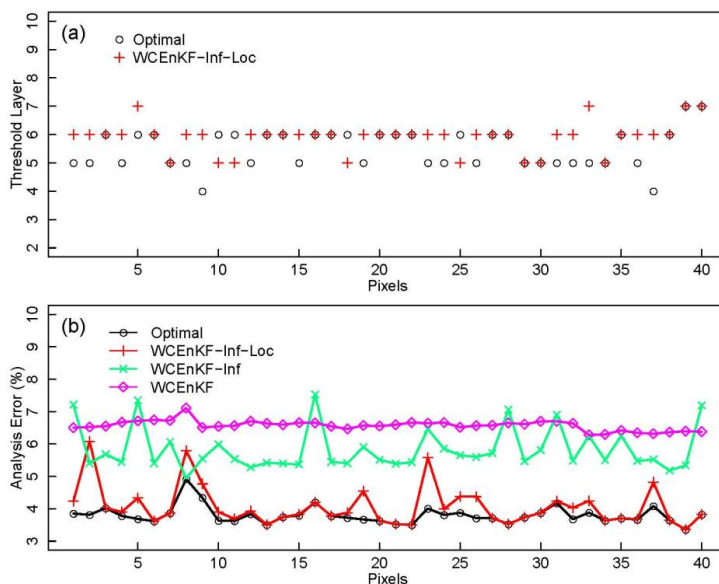 (a)
Optimal
WCEnKF-Inf-Loc
Threshold Layer
10
9
8
7
6
5
4
3
2
5 10 15 20 25 30 35 40
Pixels
(b)
Optimal
WCEnKF-Inf-Loc
WCEnKF-Inf
WCEnKF
Analysis Error (%)
10
9
8
7
6
5
4
3
5 10 15 20 25 30 35 40
Pixels